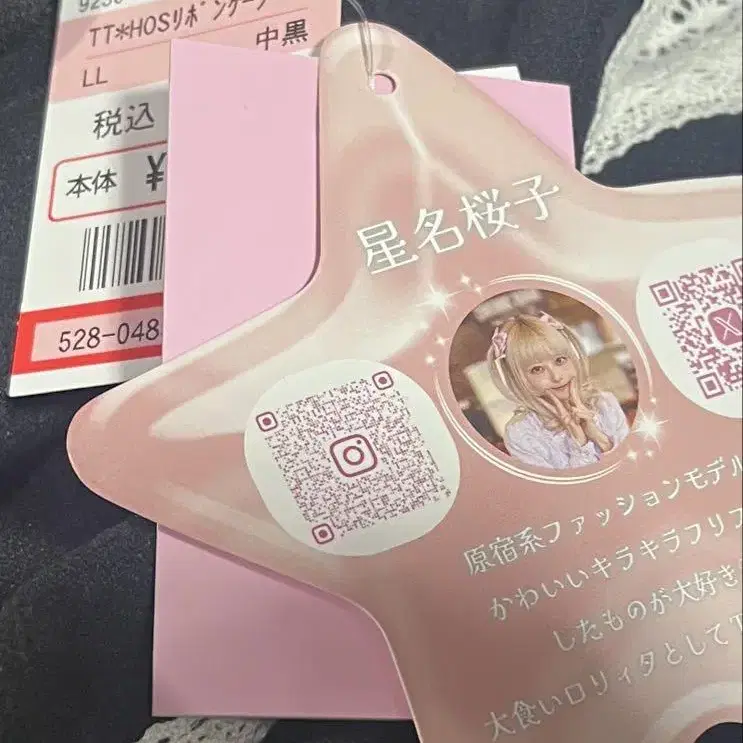 TT*HOSリボンケープ
中黒
LL
税込
本体 ¥
528-048
星名桜子
原宿系ファッションモデル
かわいいキラキラフリフ
したものが大好き
大食いロリィタとしてT